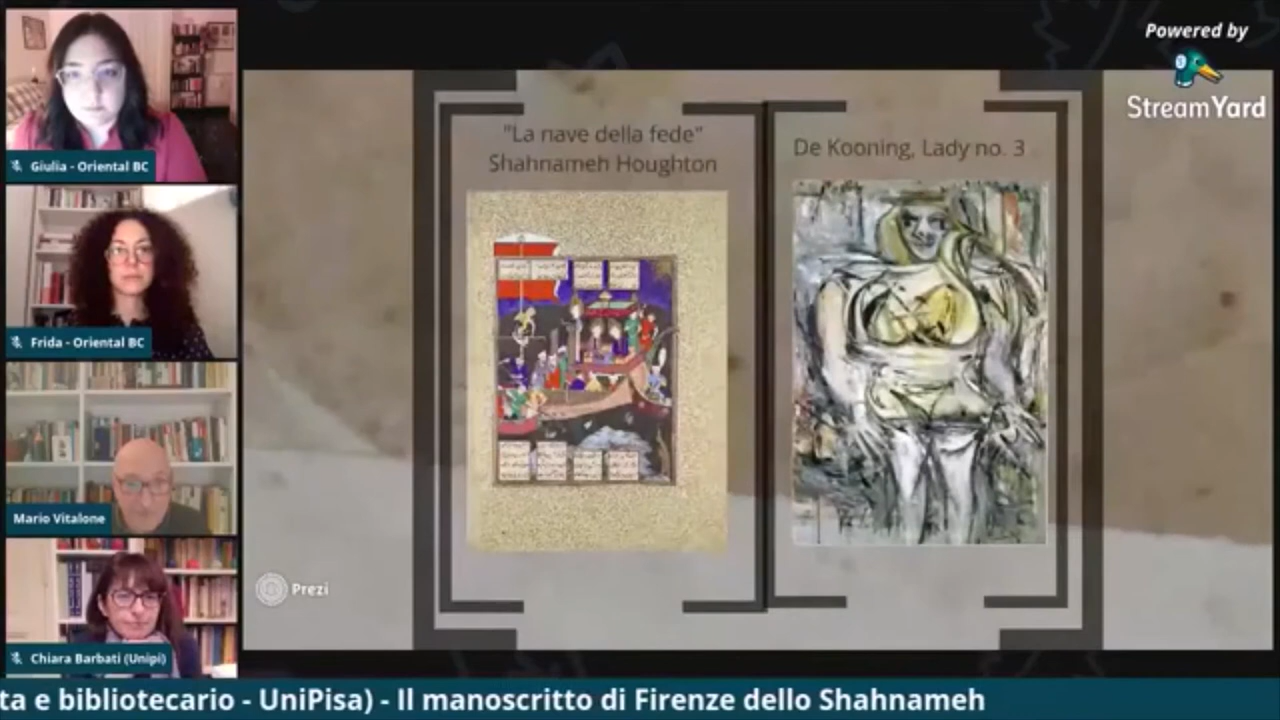 Giulia - Oriental BC
Frida - Oriental BC
Mario Vitalone
Chiara Barbati (Unipi)
"La nave della fede"
Shahnameh Houghton
De Kooning, Lady no. 3
Prezi
Powered by
StreamYard
ta e bibliotecario - UniPisa) - Il manoscritto di Firenze dello Shahnameh